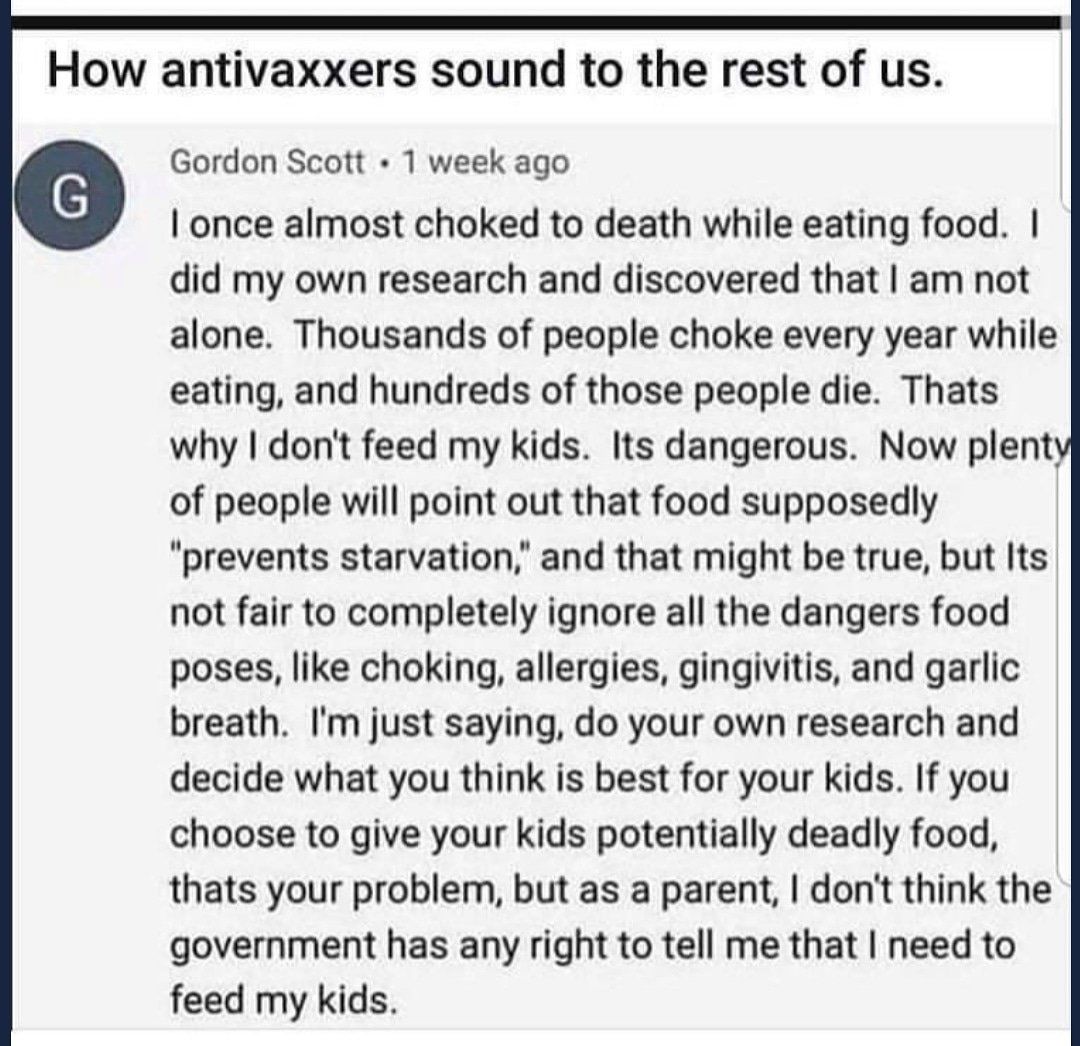 How antivaxxers sound to the rest of us.
G
Gordon Scott • 1 week ago
I once almost choked to death while eating food. I
did my own research and discovered that I am not
alone. Thousands of people choke every year while
eating, and hundreds of those people die. Thats
why I don't feed my kids. Its dangerous. Now plenty
of people will point out that food supposedly
"prevents starvation," and that might be true, but Its
not fair to completely ignore all the dangers food
poses, like choking, allergies, gingivitis, and garlic
breath. I'm just saying, do your own research and
decide what you think is best for your kids. If you
choose to give your kids potentially deadly food,
thats your problem, but as a parent, I don't think the
government has any right to tell me that I need to
feed my kids.